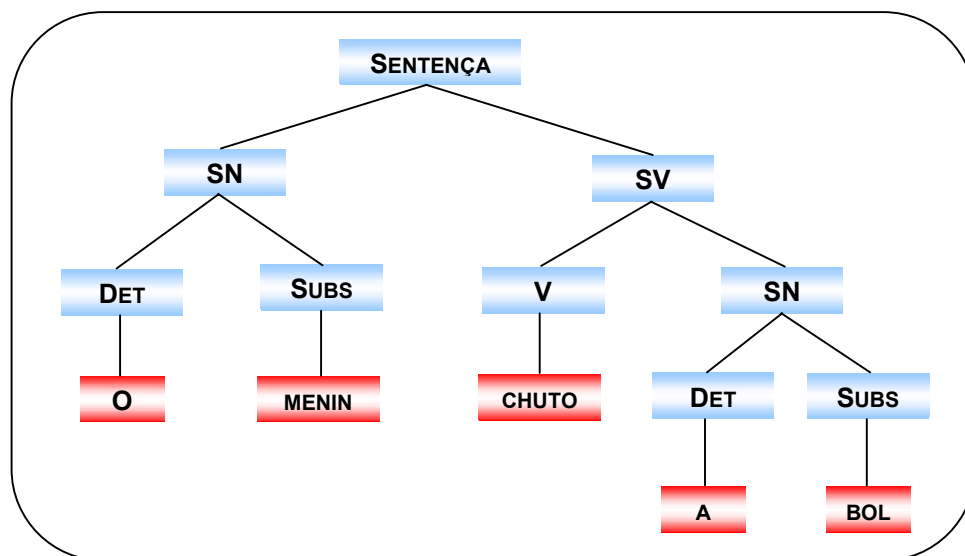 SENTENÇA
SN
SV
DET
SUBS
V
SN
O
MENIN
CHUTO
DET
SUBS
A
BOL